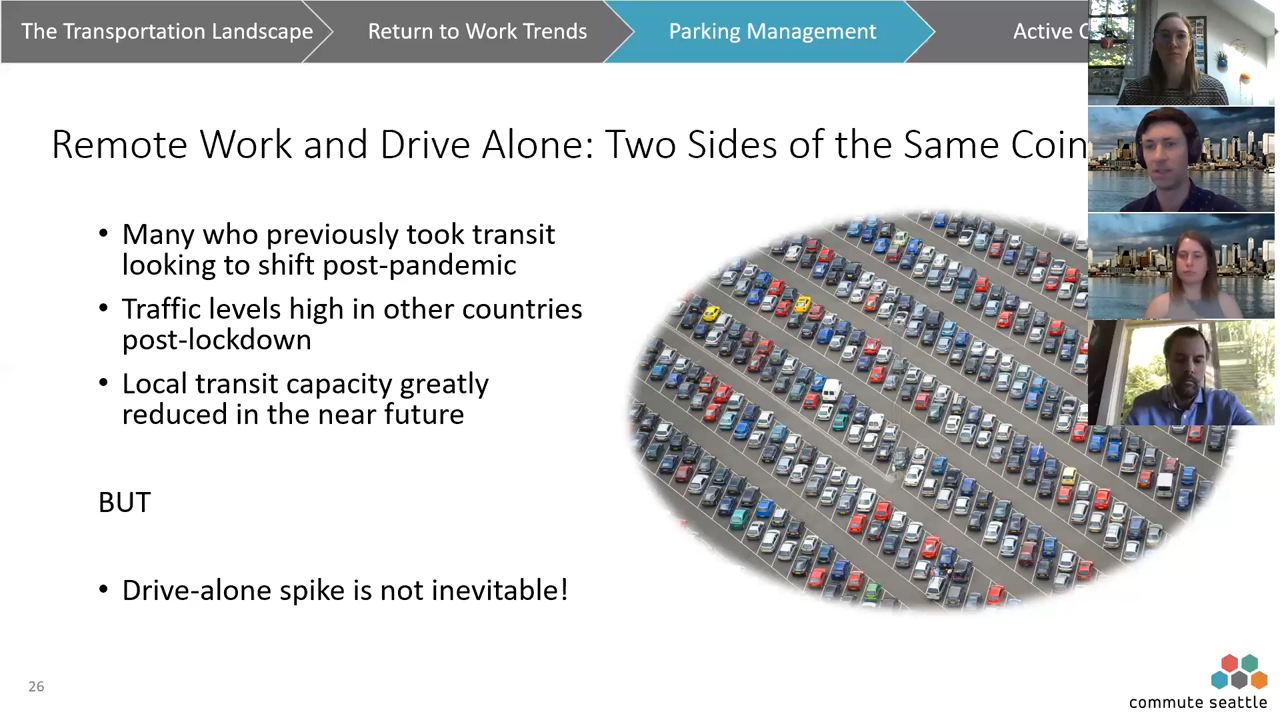 The Transportation Landscape
Return to Work Trends
Parking Management
Active C
Remote Work and Drive Alone: Two Sides of the Same Coin
• Many who previously took transit
looking to shift post-pandemic
• Traffic levels high in other countries
post-lockdown
• Local transit capacity greatly
reduced in the near future
BUT
• Drive-alone spike is not inevitable!
26
commute seattle